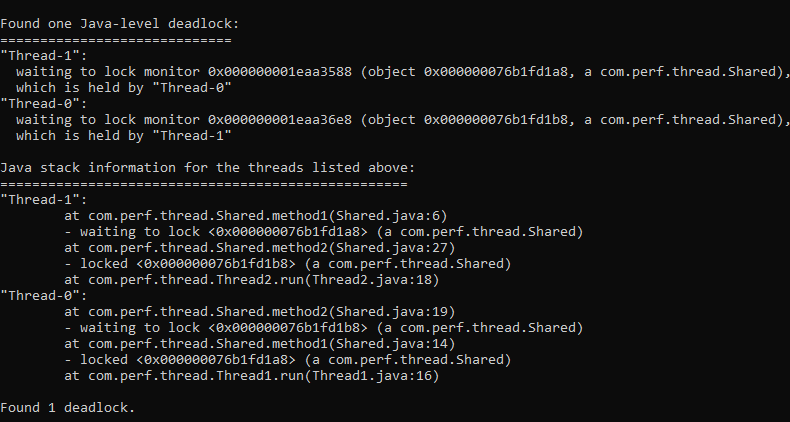 Found one Java-level deadlock:
=============================
"Thread-1":
  waiting to lock monitor 0x000000001eaa3588 (object 0x000000076b1fd1a8, a com.perf.thread.Shared),
  which is held by "Thread-0"
"Thread-0":
  waiting to lock monitor 0x000000001eaa36e8 (object 0x000000076b1fd1b8, a com.perf.thread.Shared),
  which is held by "Thread-1"
Java stack information for the threads listed above:
===================================================
"Thread-1":
        at com.perf.thread.Shared.method1(Shared.java:6)
        - waiting to lock <0x000000076b1fd1a8> (a com.perf.thread.Shared)
        at com.perf.thread.Shared.method2(Shared.java:27)
        - locked <0x000000076b1fd1b8> (a com.perf.thread.Shared)
        at com.perf.thread.Thread2.run(Thread2.java:18)
"Thread-0":
        at com.perf.thread.Shared.method2(Shared.java:19)
        - waiting to lock <0x000000076b1fd1b8> (a com.perf.thread.Shared)
        at com.perf.thread.Shared.method1(Shared.java:14)
        - locked <0x000000076b1fd1a8> (a com.perf.thread.Shared)
        at com.perf.thread.Thread1.run(Thread1.java:16)
Found 1 deadlock.